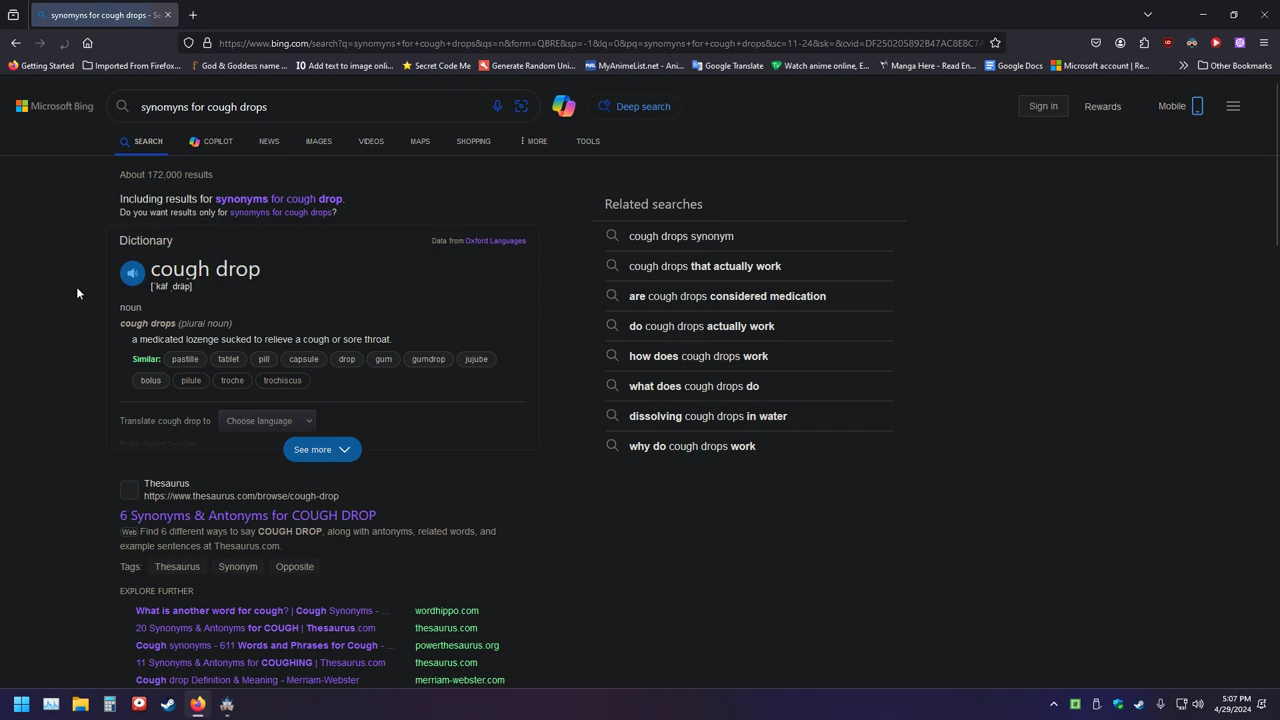 synomyns for cough drops - Se
https://www.bing.com/search?q=synomyns+for+cough+drops&qs=n&form=QBRE&sp=-1&lq=0&pq=synomyns+for+cough+drops&sc=11-24&sk=&cvid=DF250205892B47AC8E8C7
Getting Started
Imported From Firefox...
God & Goddess name ...
Add text to image onli...
Secret Code Me
Generate Random Uni...
MyAnimeList.net - Ani...
Google Translate
Watch anime online, E...
Manga Here - Read En...
Google Docs
Microsoft account | Re...
Other Bookmarks
Microsoft Bing
synomyns for cough drops
Deep search
Sign in
Rewards
Mobile
SEARCH
COPILOT
NEWS
IMAGES
VIDEOS
MAPS
SHOPPING
MORE
TOOLS
About 172,000 results
Including results for synonyms for cough drop.
Do you want results only for synomyns for cough drops?
Dictionary
Data from Oxford Languages
cough drop
[ˈkäf ˌdräp]
noun
cough drops (plural noun)
a medicated lozenge sucked to relieve a cough or sore throat.
Similar: pastille tablet pill capsule drop gum gumdrop jujube
bolus pilule troche trochiscus
Translate cough drop to Choose language
See more
Thesaurus
https://www.thesaurus.com/browse/cough-drop
6 Synonyms & Antonyms for COUGH DROP
Web Find 6 different ways to say COUGH DROP, along with antonyms, related words, and
example sentences at Thesaurus.com.
Tags: Thesaurus Synonym Opposite
EXPLORE FURTHER
What is another word for cough? | Cough Synonyms - ... wordhippo.com
20 Synonyms & Antonyms for COUGH | Thesaurus.com thesaurus.com
Cough synonyms - 611 Words and Phrases for Cough - ... powerthesaurus.org
11 Synonyms & Antonyms for COUGHING | Thesaurus.com thesaurus.com
Cough drop Definition & Meaning - Merriam-Webster merriam-webster.com
Related searches
cough drops synonym
cough drops that actually work
are cough drops considered medication
do cough drops actually work
how does cough drops work
what does cough drops do
dissolving cough drops in water
why do cough drops work
5:07 PM
4/29/2024